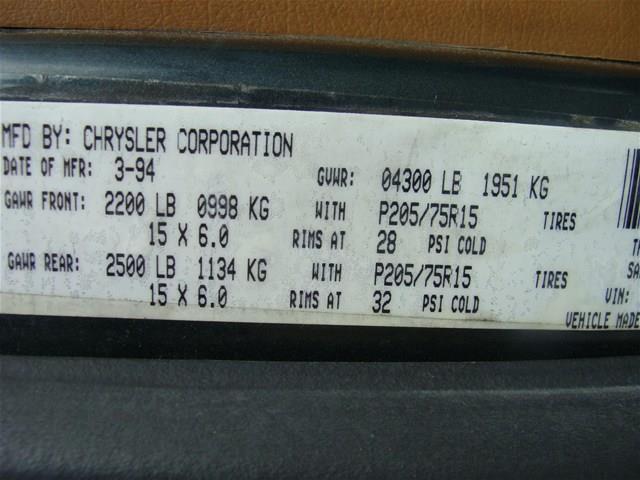 MFD BY: CHRYSLER CORPORATION
DATE OF MFR: 3-94 GVWR: 04300 LB 1951 KG
GAWR FRONT: 2200 LB 0998 KG WITH P205/75R15 TIRES
15 X 6.0 RIMS AT 28 PSI COLD
GAWR REAR: 2500 LB 1134 KG WITH P205/75R15 TIRES
15 X 6.0 RIMS AT 32 PSI COLD
VIN:
VEHICLE MADE